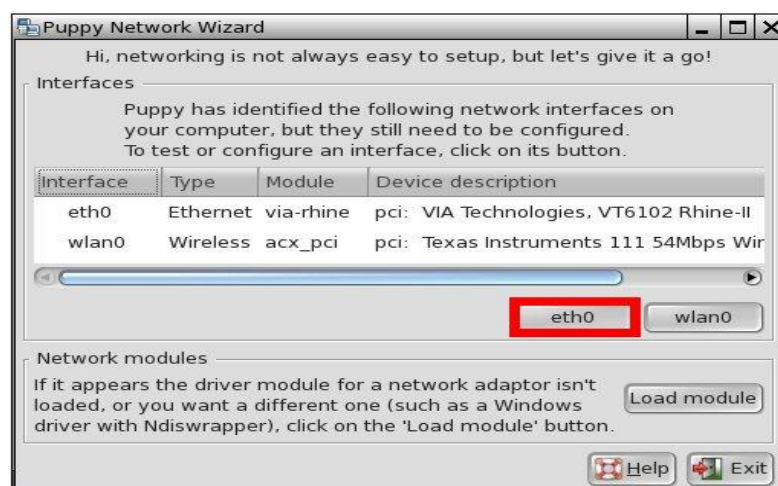 Puppy Network Wizard
Hi, networking is not always easy to setup, but let's give it a go!
Interfaces
Puppy has identified the following network interfaces on
your computer, but they still need to be configured.
To test or configure an interface, click on its button.
Interface Type Module Device description
eth0 Ethernet via-rhine pci: VIA Technologies, VT6102 Rhine-II
wlan0 Wireless acx_pci pci: Texas Instruments 111 54Mbps Wir
eth0 wlan0
Network modules
If it appears the driver module for a network adaptor isn't
loaded, or you want a different one (such as a Windows
driver with Ndiswrapper), click on the 'Load module' button.
Load module
Help Exit